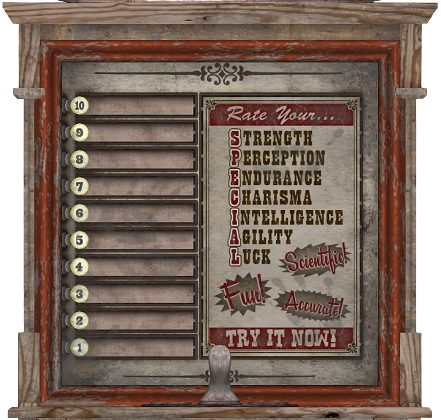 10
9
8
7
6
5
4
3
2
1
Rate Your...
STRENGTH
PERCEPTION
ENDURANCE
CHARISMA
INTELLIGENCE
AGILITY
LUCK
Scientific!
Fun!
Accurate!
TRY IT NOW!